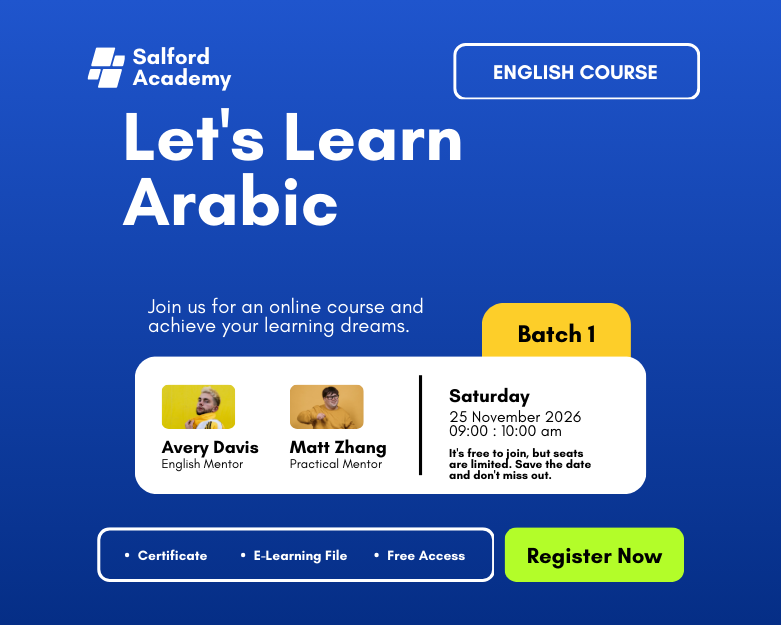 Salford
Academy
ENGLISH COURSE
Let's Learn
Arabic
Join us for an online course and
achieve your learning dreams.
Batch 1
Avery Davis
English Mentor
Matt Zhang
Practical Mentor
Saturday
25 November 2026
09:00 : 10:00 am
It's free to join, but seats
are limited. Save the date
and don't miss out.
• Certificate
• E-Learning File
• Free Access
Register Now